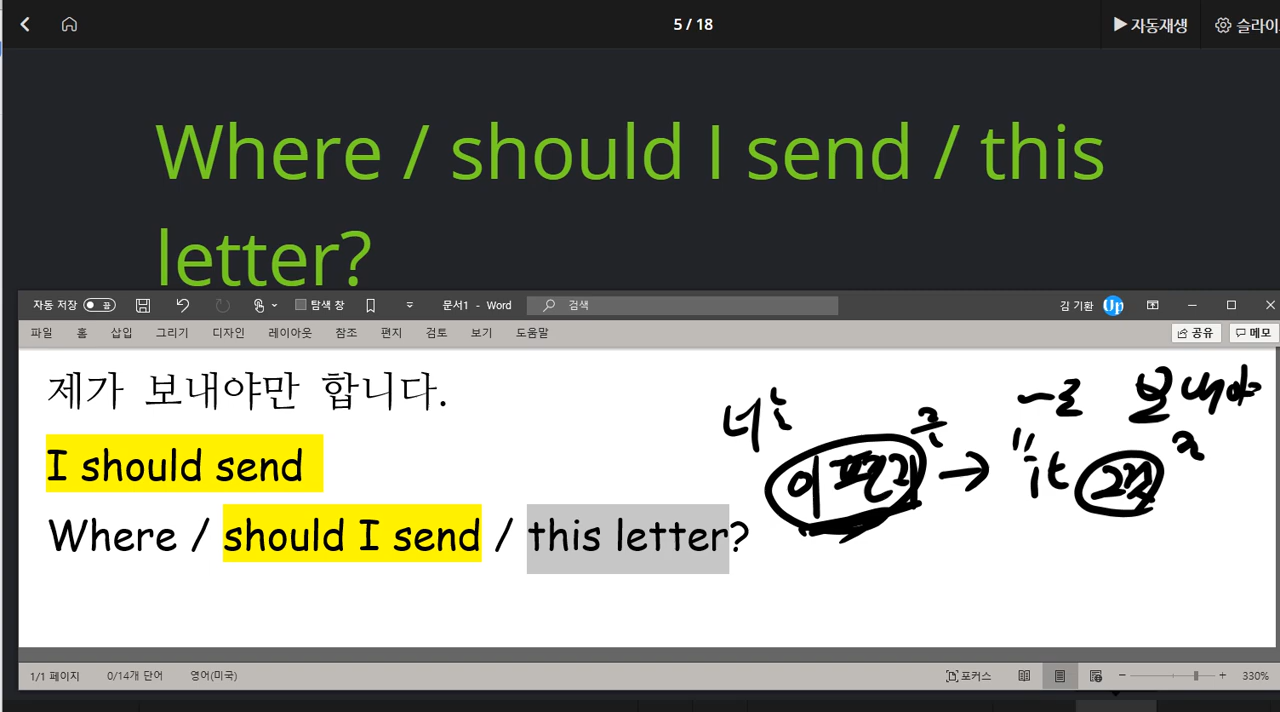 5 / 18
▶ 자동재생
슬라이
Where / should I send / this
letter?
자동 저장 끔
탐색 창
문서1 - Word
검색
김 기환
Up
파일 홈 삽입 그리기 디자인 레이아웃 참조 편지 검토 보기 도움말
공유 메모
제가 보내야만 합니다.
너는
이 편지를 → "it 그것
~로 보내야
I should send
Where / should I send / this letter?
1/1 페이지 0/14개 단어 영어(미국)
포커스
− + 330%